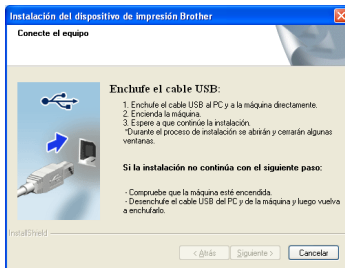 Instalación del dispositivo de impresión Brother
Conecte el equipo
Enchufe el cable USB:
1. Enchufe el cable USB al PC y a la máquina directamente.
2. Encienda la máquina.
3. Espere a que continúe la instalación.
*Durante el proceso de instalación se abrirán y cerrarán algunas
ventanas.
Si la instalación no continúa con el siguiente paso:
- Compruebe que la máquina esté encendida.
- Desenchufe el cable USB del PC y de la máquina y luego vuelva
a enchufarlo.
InstallShield
< Atrás
Siguiente >
Cancelar